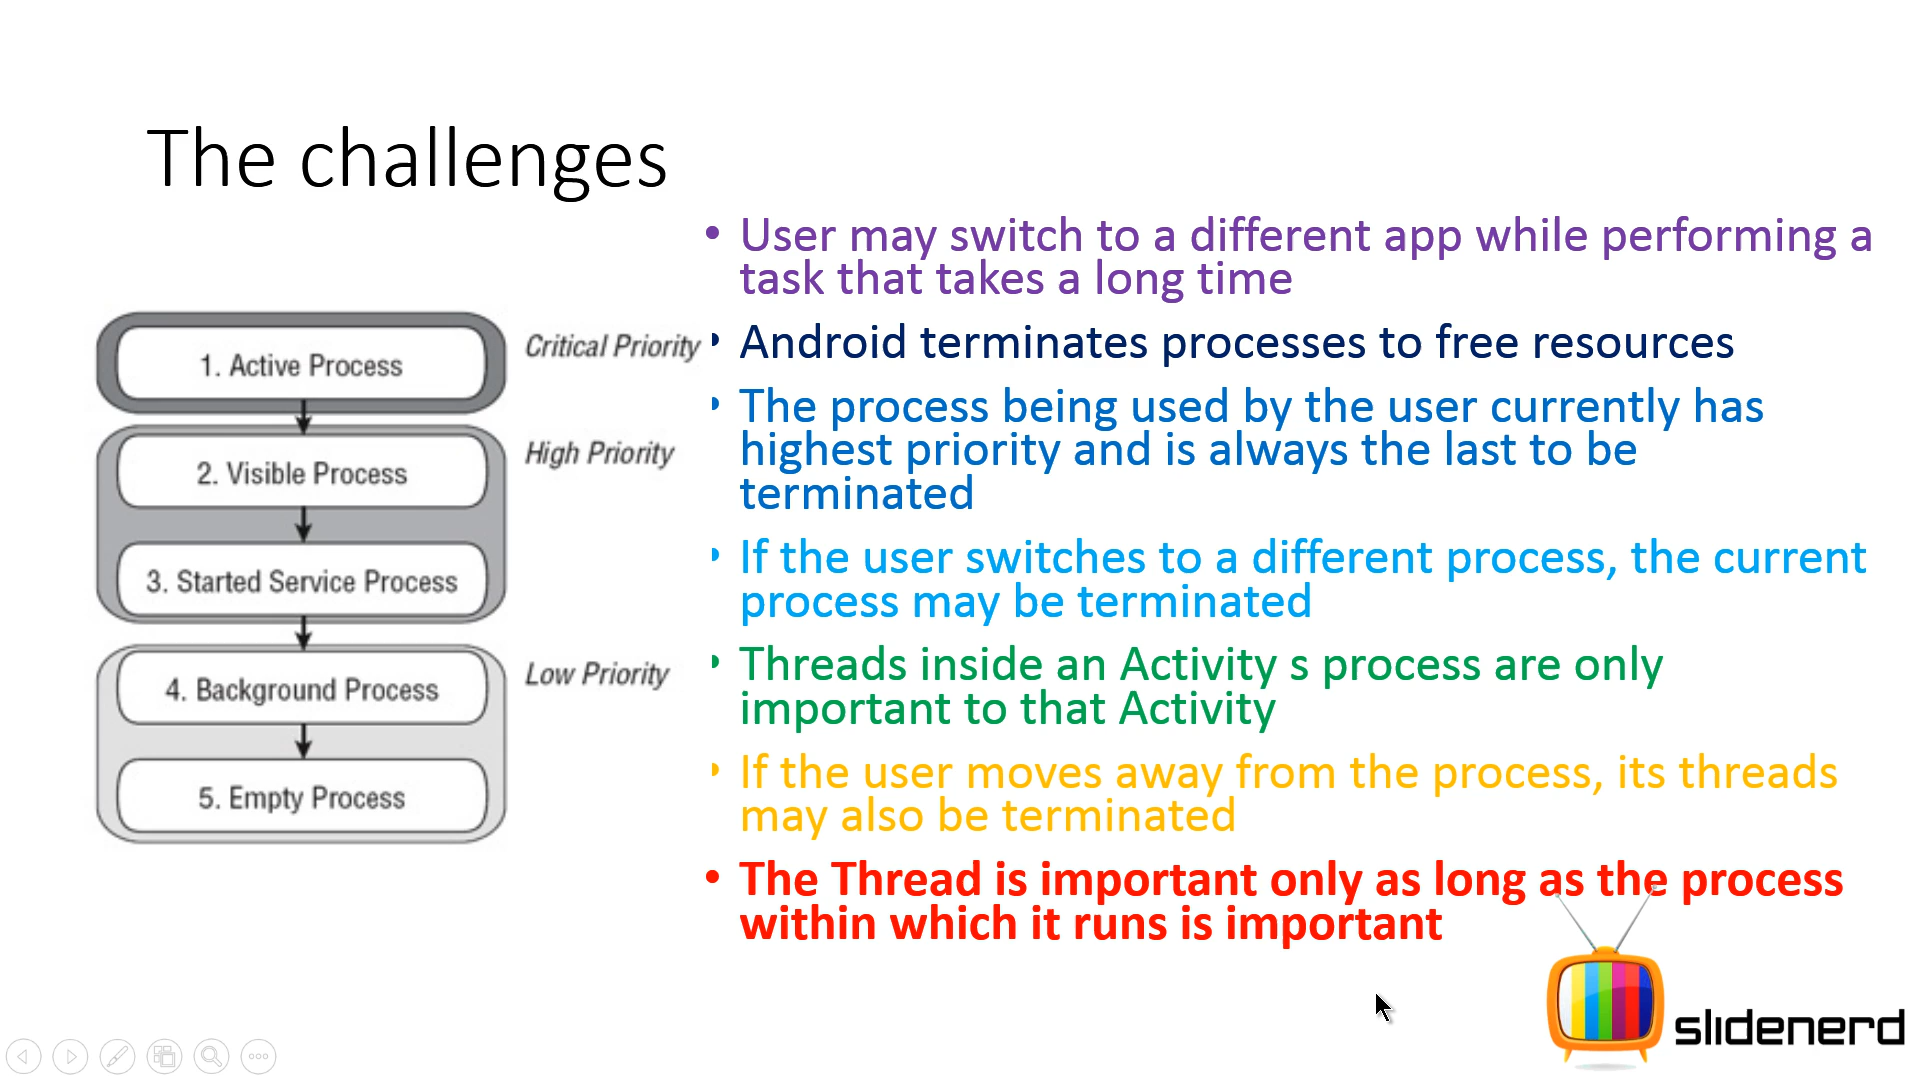 The challenges
1. Active Process
Critical Priority
2. Visible Process
High Priority
3. Started Service Process
4. Background Process
Low Priority
5. Empty Process
• User may switch to a different app while performing a
task that takes a long time
• Android terminates processes to free resources
• The process being used by the user currently has
highest priority and is always the last to be
terminated
• If the user switches to a different process, the current
process may be terminated
• Threads inside an Activity s process are only
important to that Activity
• If the user moves away from the process, its threads
may also be terminated
• The Thread is important only as long as the process
within which it runs is important
slidenerd